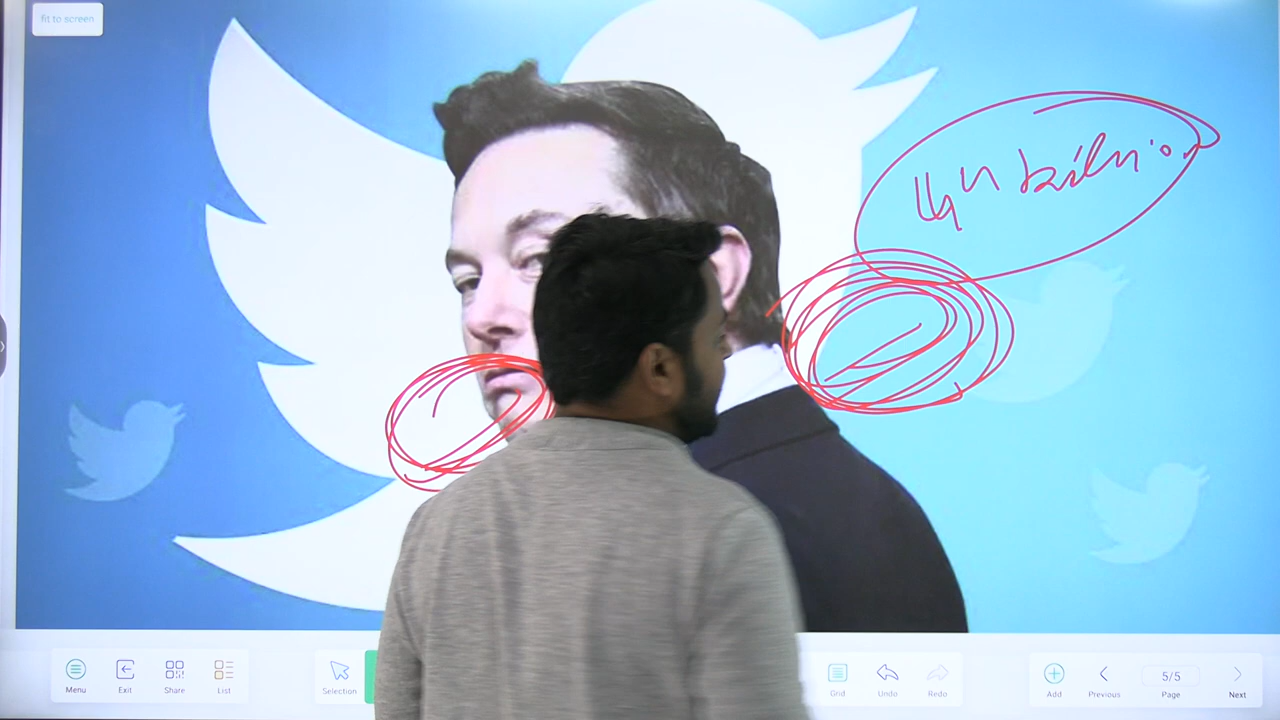 fit to screen
44 billion
Menu
Exit
Share
List
Selection
Grid
Undo
Redo
Add
Previous
5/5
Page
Next